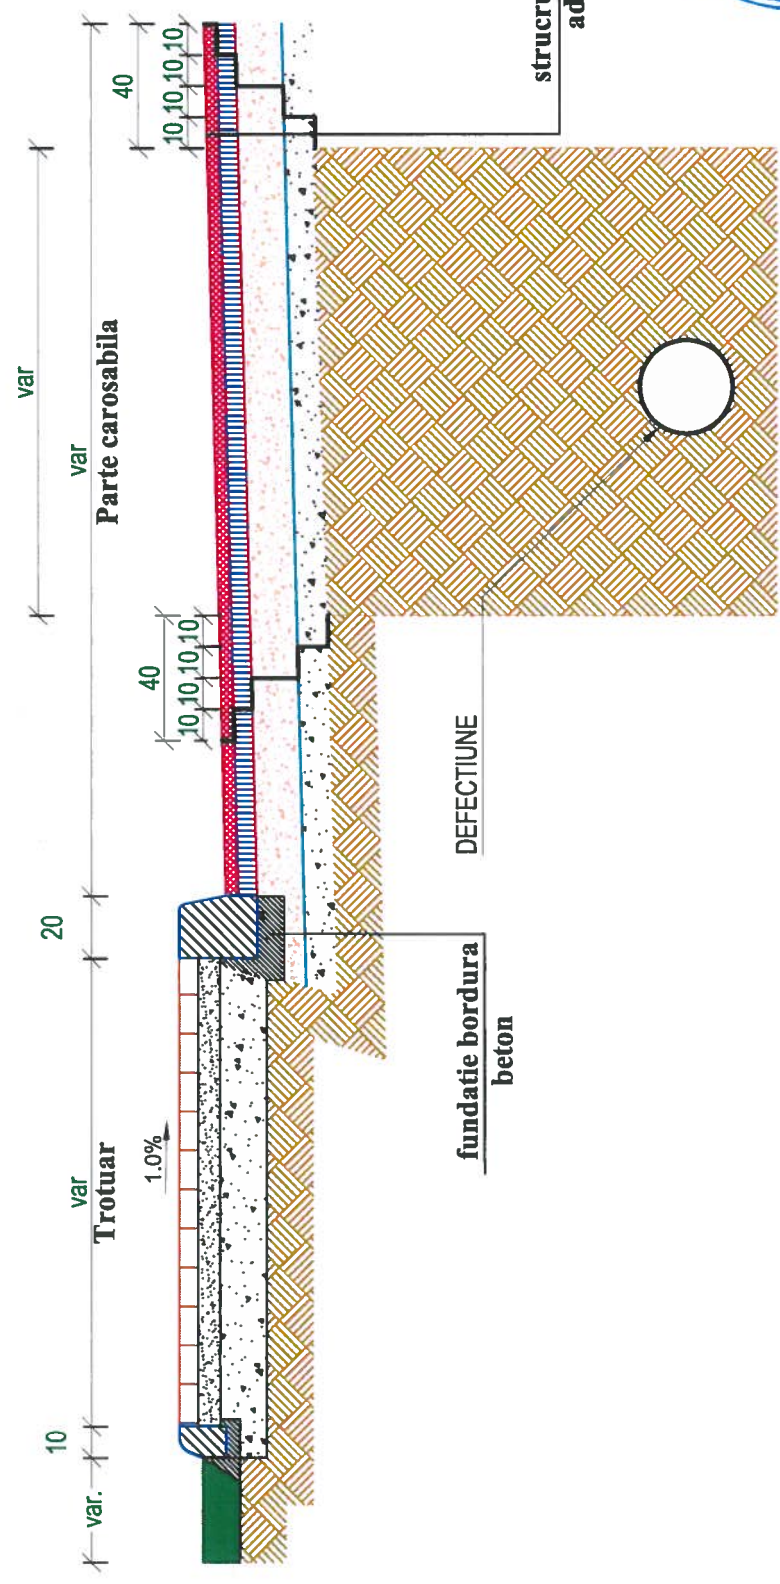 var
10
20
var.
var
var
Trotuar
Parte carosabila
40
1.0%
40
10 10 10 10
10 10 10 10
DEFECTIUNE
fundatie bordura
beton